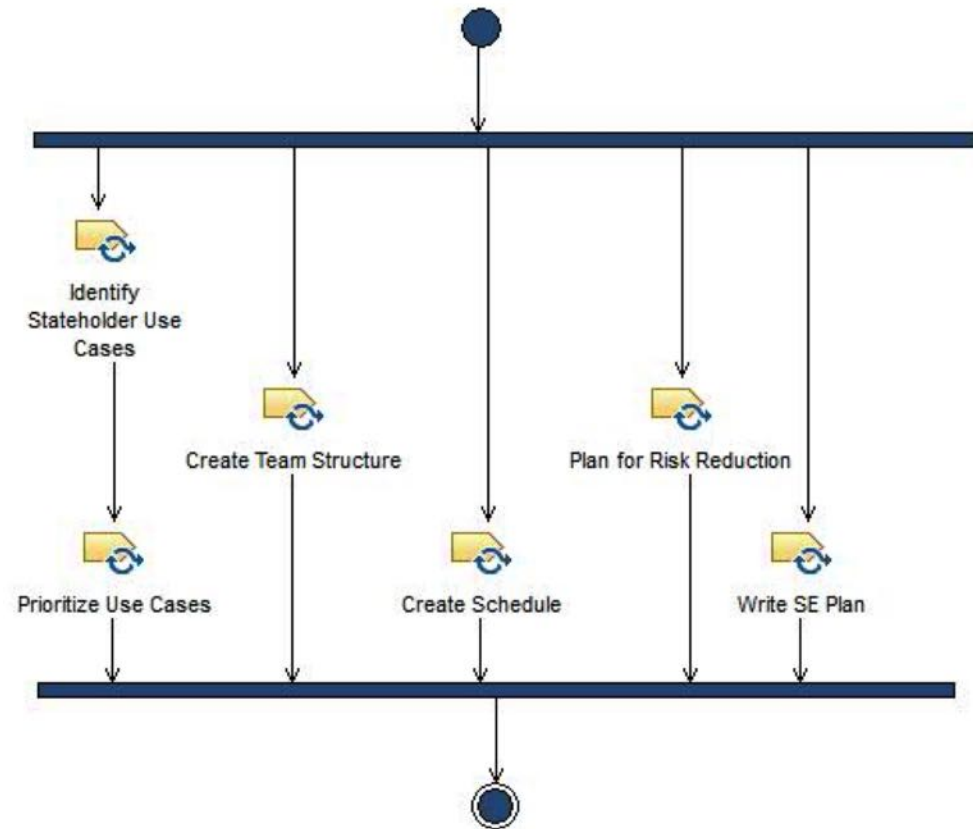 Identify
Stateholder Use
Cases
Create Team Structure
Plan for Risk Reduction
Prioritize Use Cases
Create Schedule
Write SE Plan